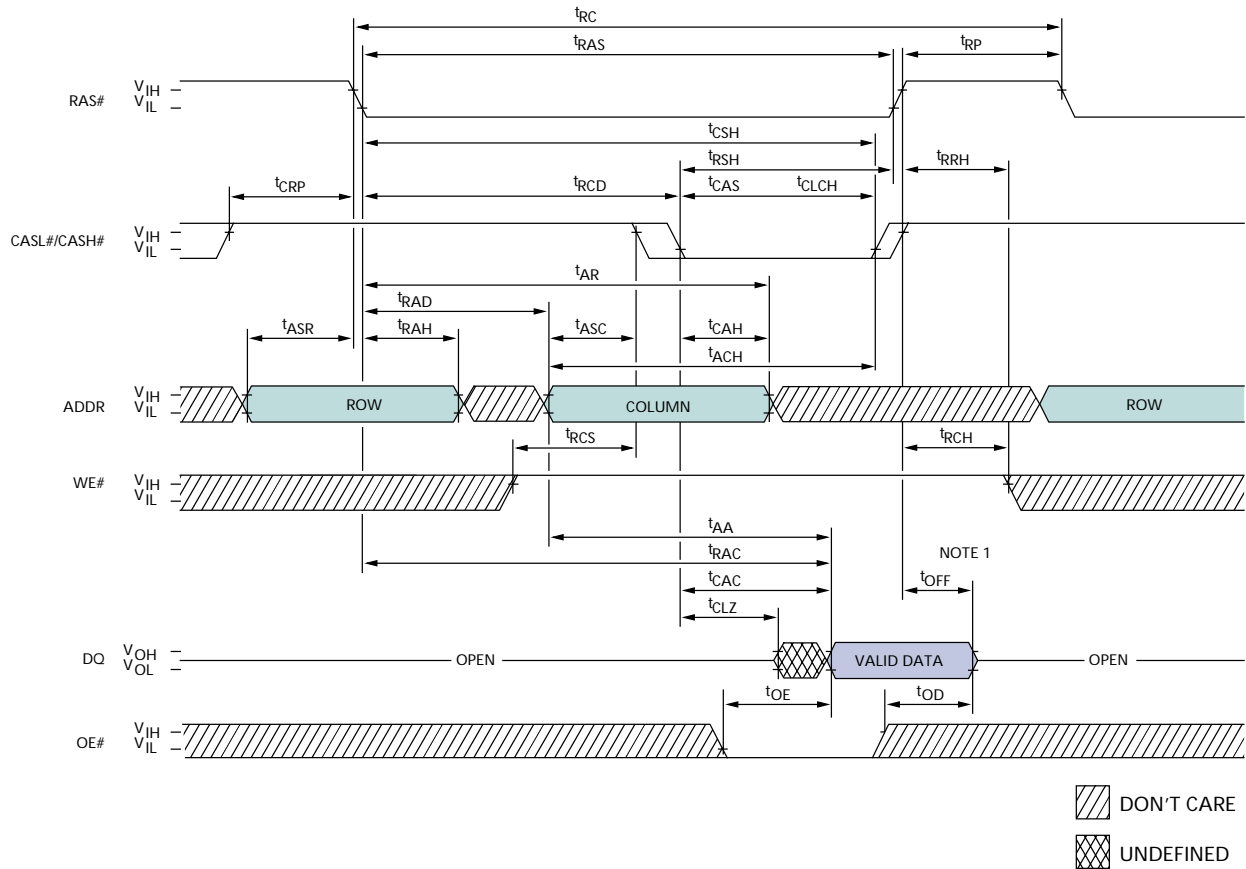 tRC
tRAS tRP
RAS# VIH
VIL
tCSH
tRSH tRRH
tCRP tRCD tCAS tCLCH
CASL#/CASH# VIH
VIL
tAR
tRAD
tASR tRAH tASC tCAH
tACH
ADDR VIH
VIL
ROW COLUMN ROW
tRCS tRCH
WE# VIH
VIL
tAA
tRAC NOTE 1
tCAC tOFF
tCLZ
DQ VOH
VOL
OPEN VALID DATA OPEN
tOE tOD
OE# VIH
VIL
DON'T CARE
UNDEFINED